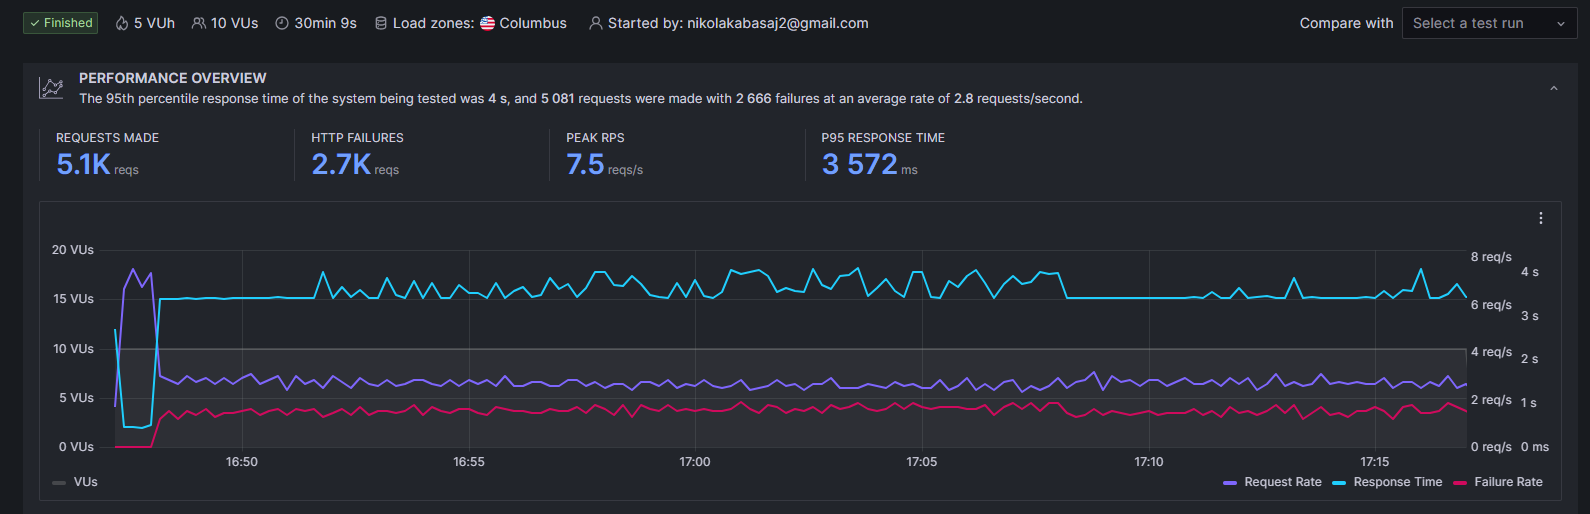 Finished 5 VUh 10 VUs 30min 9s Load zones: Columbus Started by: nikolakabasaj2@gmail.com Compare with Select a test run
PERFORMANCE OVERVIEW
The 95th percentile response time of the system being tested was 4 s, and 5 081 requests were made with 2 666 failures at an average rate of 2.8 requests/second.
REQUESTS MADE HTTP FAILURES PEAK RPS P95 RESPONSE TIME
5.1K reqs 2.7K reqs 7.5 reqs/s 3 572 ms
20 VUs 8 req/s
4 s
15 VUs 6 req/s
3 s
10 VUs 4 req/s
2 s
5 VUs 2 req/s 1 s
0 VUs 0 req/s 0 ms
16:50 16:55 17:00 17:05 17:10 17:15
VUs Request Rate Response Time Failure Rate